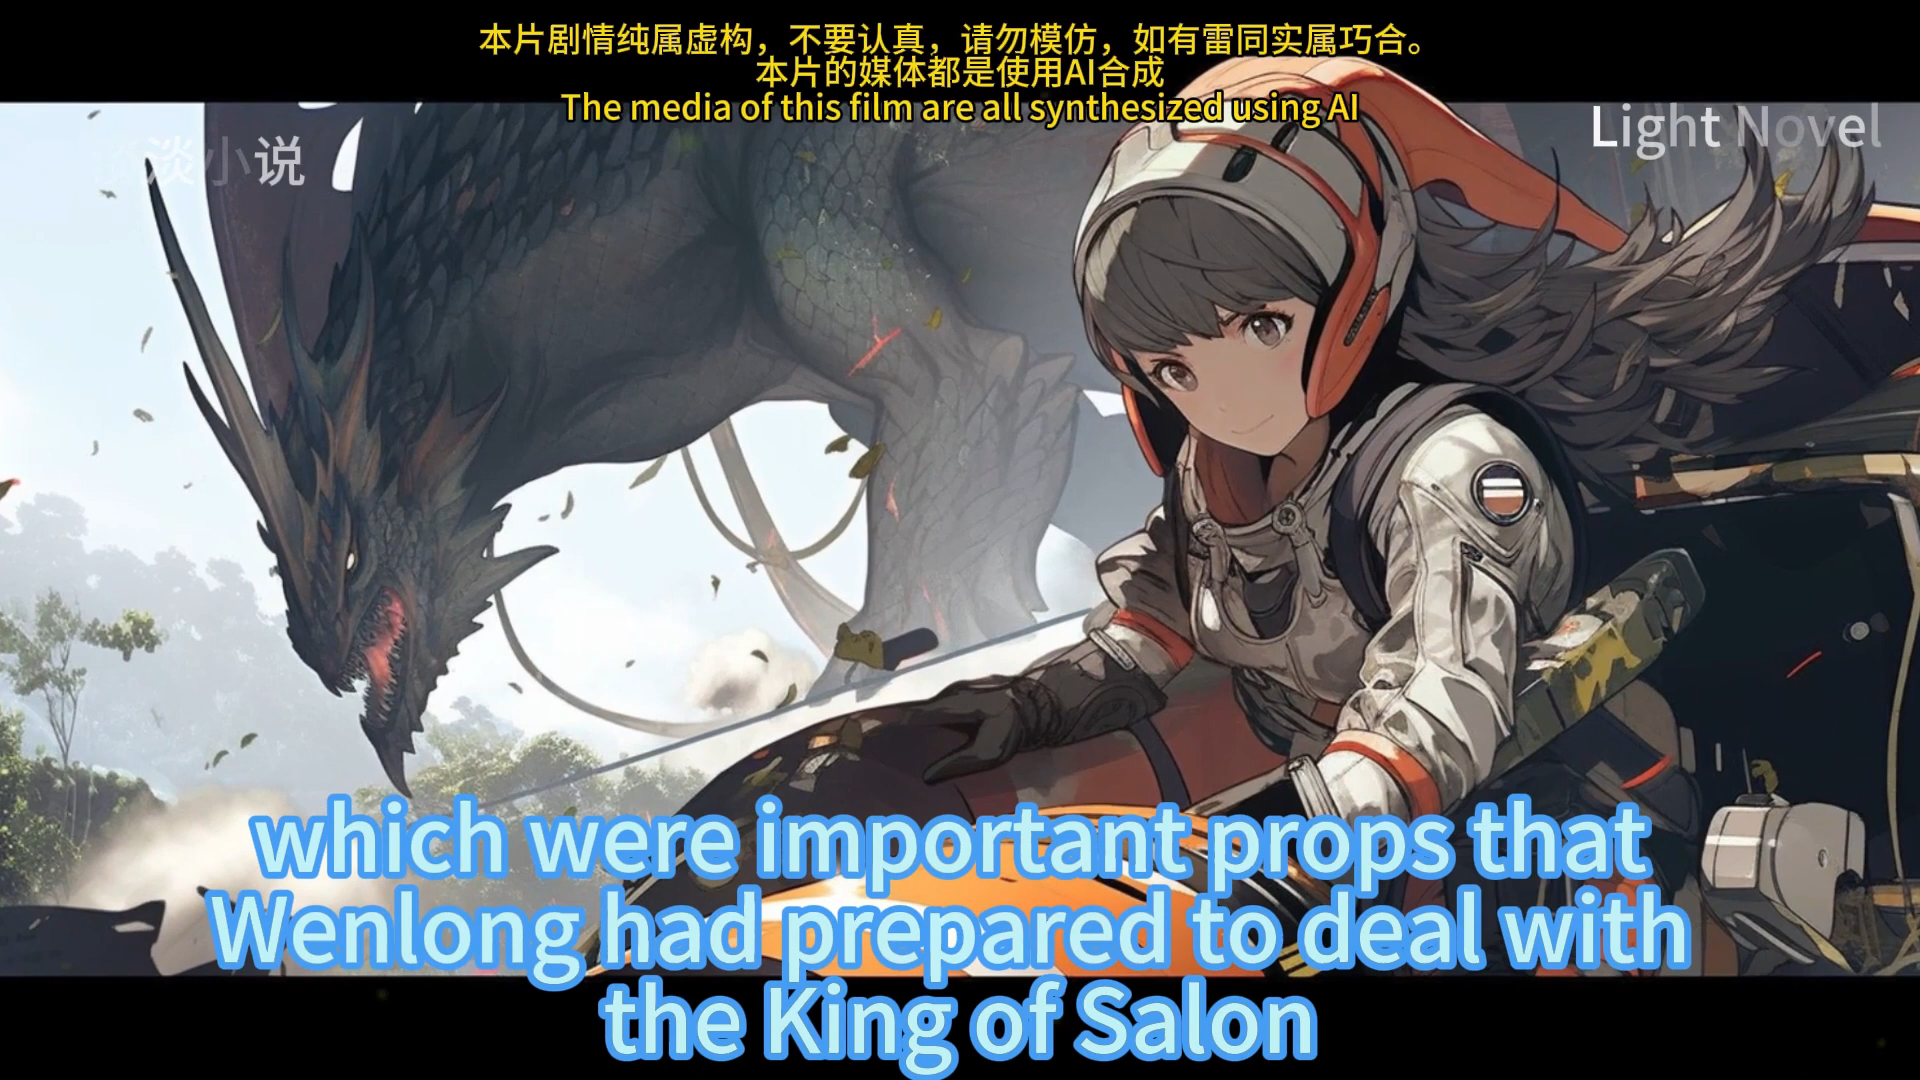 本片剧情纯属虚构，不要认真，请勿模仿，如有雷同实属巧合。
本片的媒体都是使用AI合成
The media of this film are all synthesized using AI
Light Novel
淡小说
which were important props that
Wenlong had prepared to deal with
the King of Salon